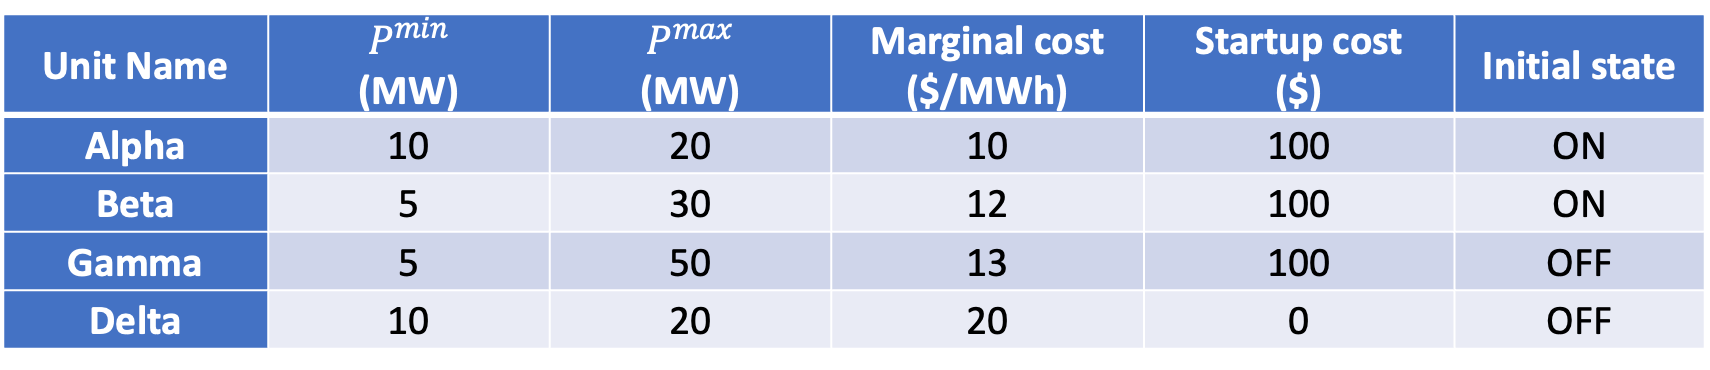 Unit Name P^min (MW) P^max (MW) Marginal cost ($/MWh) Startup cost ($) Initial state
Alpha 10 20 10 100 ON
Beta 5 30 12 100 ON
Gamma 5 50 13 100 OFF
Delta 10 20 20 0 OFF